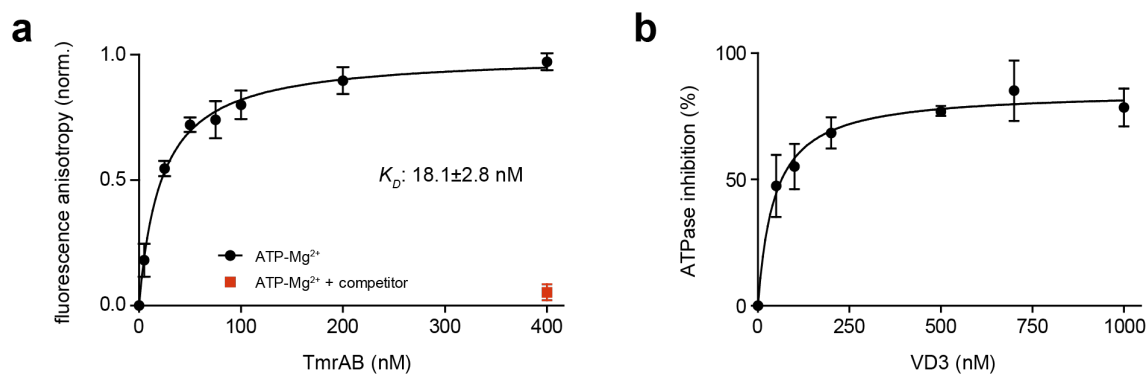 a
fluorescence anisotropy (norm.)
1.0
0.5
0.0
K_D: 18.1±2.8 nM
ATP-Mg²⁺
ATP-Mg²⁺ + competitor
0
100
200
300
400
TmrAB (nM)
b
ATPase inhibition (%)
100
50
0
0
250
500
750
1000
VD3 (nM)